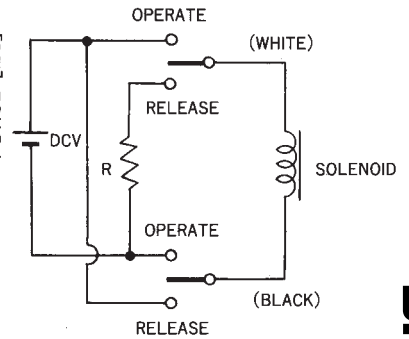 OPERATE
(WHITE)
RELEASE
DCV
R
SOLENOID
OPERATE
(BLACK)
RELEASE